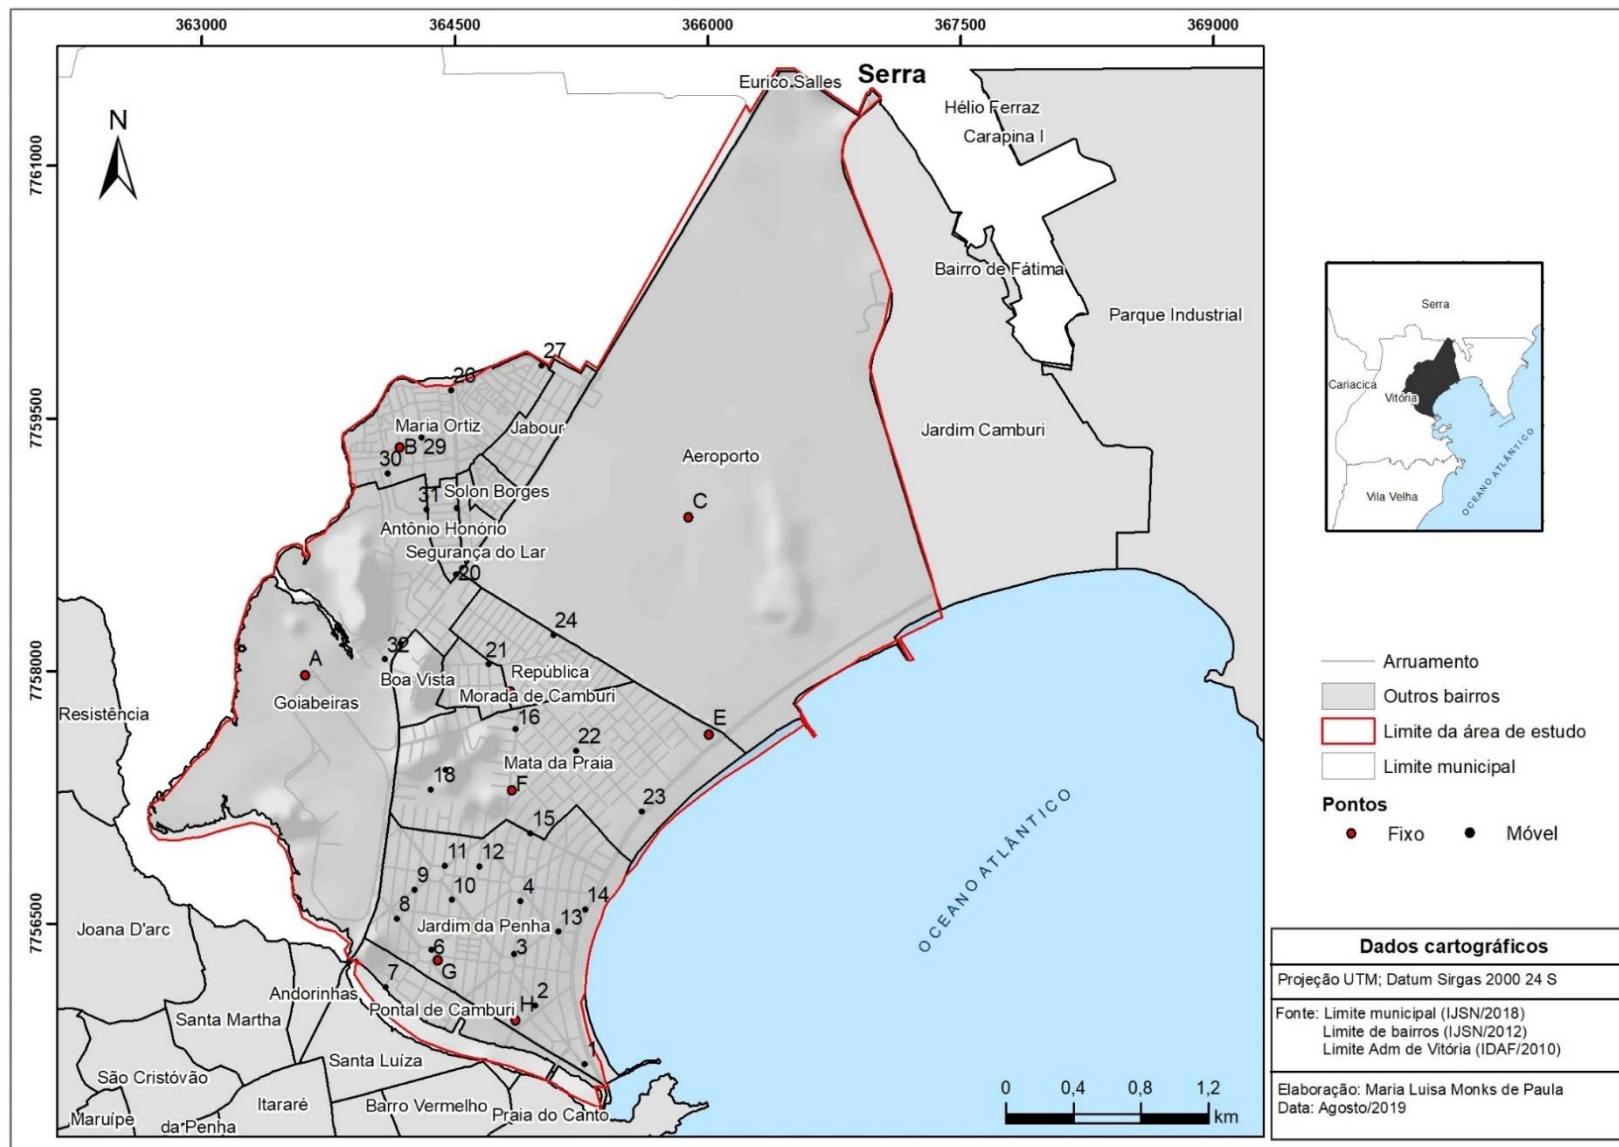 363000
364500
366000
367500
369000
7761000
7759500
7758000
7756500
N
Eurico Salles
Serra
Hélio Ferraz
Carapina I
Bairro de Fátima
Parque Industrial
27
Maria Ortiz
Jabour
B 29
30
Aeroporto
Jardim Camburi
Solon Borges
31
C
Antônio Honório
Segurança do Lar
20
24
32
21
A
Boa Vista
República
Goiabeiras
Morada de Camburi
Resistência
16
E
22
Mata da Praia
18
F
23
15
11
12
9
10
4
14
8
13
Jardim da Penha
Joana D'arc
6
3
G
7
Andorinhas
H
2
Pontal de Camburi
Santa Martha
1
Santa Luíza
São Cristóvão
Itararé
Barro Vermelho
Praia do Canto
Maruípe
da Penha
OCEANO ATLÂNTICO
0
0,4
0,8
1,2
km
Serra
Cariacica
Vitória
Vila Velha
OCEANO ATLÂNTICO
Arruamento
Outros bairros
Limite da área de estudo
Limite municipal
Pontos
Fixo
Móvel
Dados cartográficos
Projeção UTM; Datum Sirgas 2000 24 S
Fonte: Limite municipal (IJSN/2018)
Limite de bairros (IJSN/2012)
Limite Adm de Vitória (IDAF/2010)
Elaboração: Maria Luisa Monks de Paula
Data: Agosto/2019